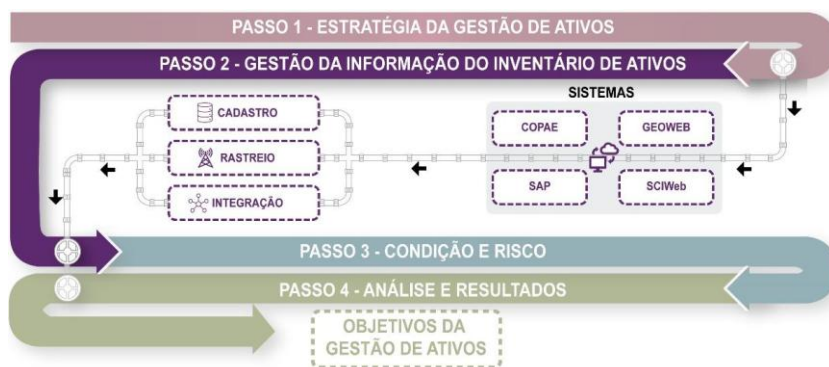 PASSO 1 - ESTRATÉGIA DA GESTÃO DE ATIVOS
PASSO 2 - GESTÃO DA INFORMAÇÃO DO INVENTÁRIO DE ATIVOS
SISTEMAS
CADASTRO
RASTREIO
INTEGRAÇÃO
COPAE
GEOWEB
SAP
SCIWeb
PASSO 3 - CONDIÇÃO E RISCO
PASSO 4 - ANÁLISE E RESULTADOS
OBJETIVOS DA
GESTÃO DE ATIVOS